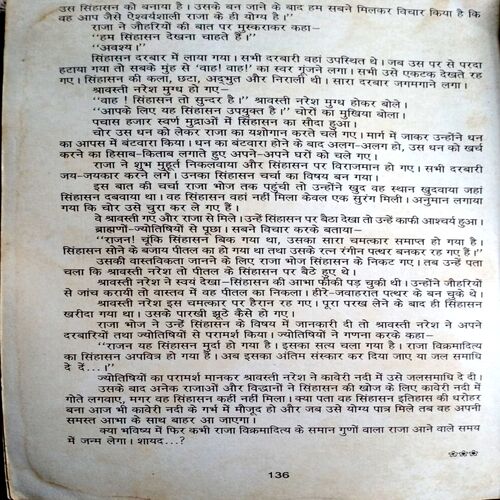 उस सिंहासन को बनाया है। उसके बन जाने के बाद हम सबने मिलकर विचार किया है कि
वह आप जैसे ऐश्वर्यशाली राजा के ही योग्य है।''
राजा ने जौहरियों की बात पर मुस्कराकर कहा–
''हम सिंहासन देखना चाहते हैं।''
''अवश्य।''
सिंहासन दरबार में लाया गया। सभी दरबारी वहां उपस्थित थे। जब उस पर से परदा
हटाया गया तो सबके मुंह से 'वाह! वाह!' का स्वर गूंजने लगा। सभी उसे एकटक देखते रह
गए। सिंहासन की कला, छटा, अद्भुत और निराली थी। सारा दरबार जगमगाने लगा।
श्रावस्ती नरेश मुग्ध हो गए–
''वाह ! सिंहासन तो सुन्दर है।'' श्रावस्ती नरेश मुग्ध होकर बोले।
''आपके लिए यह सिंहासन उपयुक्त है।'' चोरों का मुखिया बोला।
पचास हजार स्वर्ण मुद्राओं में सिंहासन का सौदा हुआ।
चोर उस धन को लेकर राजा का यशोगान करते चले गए। मार्ग में जाकर उन्होंने धन
का आपस में बंटवारा किया। धन का बंटवारा होने के बाद अलग-अलग हो, उस धन को खर्च
करने का हिसाब-किताब लगाते हुए अपने-अपने घरों को चले गए।
राजा ने शुभ मुहूर्त निकलवाया और सिंहासन पर विराजमान हो गए। सभी दरबारी
जय-जयकार करने लगे। उनका सिंहासन चर्चा का विषय बन गया।
इस बात की चर्चा राजा भोज तक पहुंची तो उन्होंने खुद वह स्थान खुदवाया जहां
सिंहासन दबवाया था। वह सिंहासन वहां नहीं मिला केवल एक सुरंग मिली। अनुमान लगाया
गया कि चोर उसे चुरा कर ले गए हैं।
वे श्रावस्ती गए और राजा से मिले। उन्हें सिंहासन पर बैठा देखा तो उन्हें काफी आश्चर्य हुआ।
ब्राह्मणों-ज्योतिषियों से पूछा। सबने विचार करके बताया–
''राजन! चूंकि सिंहासन बिक गया था, उसका सारा चमत्कार समाप्त हो गया है।
सिंहासन सोने के बजाय पीतल का हो गया था तथा उसके रत्न रंगीन पत्थर बनकर रह गए हैं।''
उसकी वास्तविकता जानने के लिए राजा भोज सिंहासन के निकट गए। तब उन्हें पता
चला कि श्रावस्ती नरेश तो पीतल के सिंहासन पर बैठे हुए थे।
श्रावस्ती नरेश ने स्वयं देखा–सिंहासन की आभा फीकी पड़ चुकी थी। उन्होंने जौहरियों
से जांच करायी तो वास्तव में वह पीतल का निकला। हीरे-जवाहरात पत्थर के बन चुके थे।
श्रावस्ती नरेश इस चमत्कार पर हैरान रह गए। पूरा परख लेने के बाद ही सिंहासन
खरीदा गया था। उसके पारखी झूठे कैसे हो गए।
राजा भोज ने उन्हें सिंहासन के विषय में जानकारी दी तो श्रावस्ती नरेश ने अपने
दरबारियों तथा ज्योतिषियों से परामर्श किया। ज्योतिषियों ने गणना करके कहा–
''राजन यह सिंहासन मुर्दा हो गया है। इसका सत्य चला गया है। राजा विक्रमादित्य
का सिंहासन अपवित्र हो गया है। अब इसका अंतिम संस्कार कर दिया जाए या जल समाधि
दे दें...।''
ज्योतिषियों का परामर्श मानकर श्रावस्ती नरेश ने कावेरी नदी में उसे जलसमाधि दे दी।
उसके बाद अनेक राजाओं और विद्वानों ने सिंहासन की खोज के लिए कावेरी नदी में
गोते लगवाए, मगर वह सिंहासन कहीं नहीं मिला। क्या पता वह सिंहासन इतिहास की धरोहर
बना आज भी कावेरी नदी के गर्भ में मौजूद हो और जब उसे योग्य पात्र मिले तब वह अपनी
समस्त आभा के साथ बाहर आ जाएगा।
क्या भविष्य में फिर कभी राजा विक्रमादित्य के समान गुणों वाला राजा आने वाले समय
में जन्म लेगा। शायद...?
136